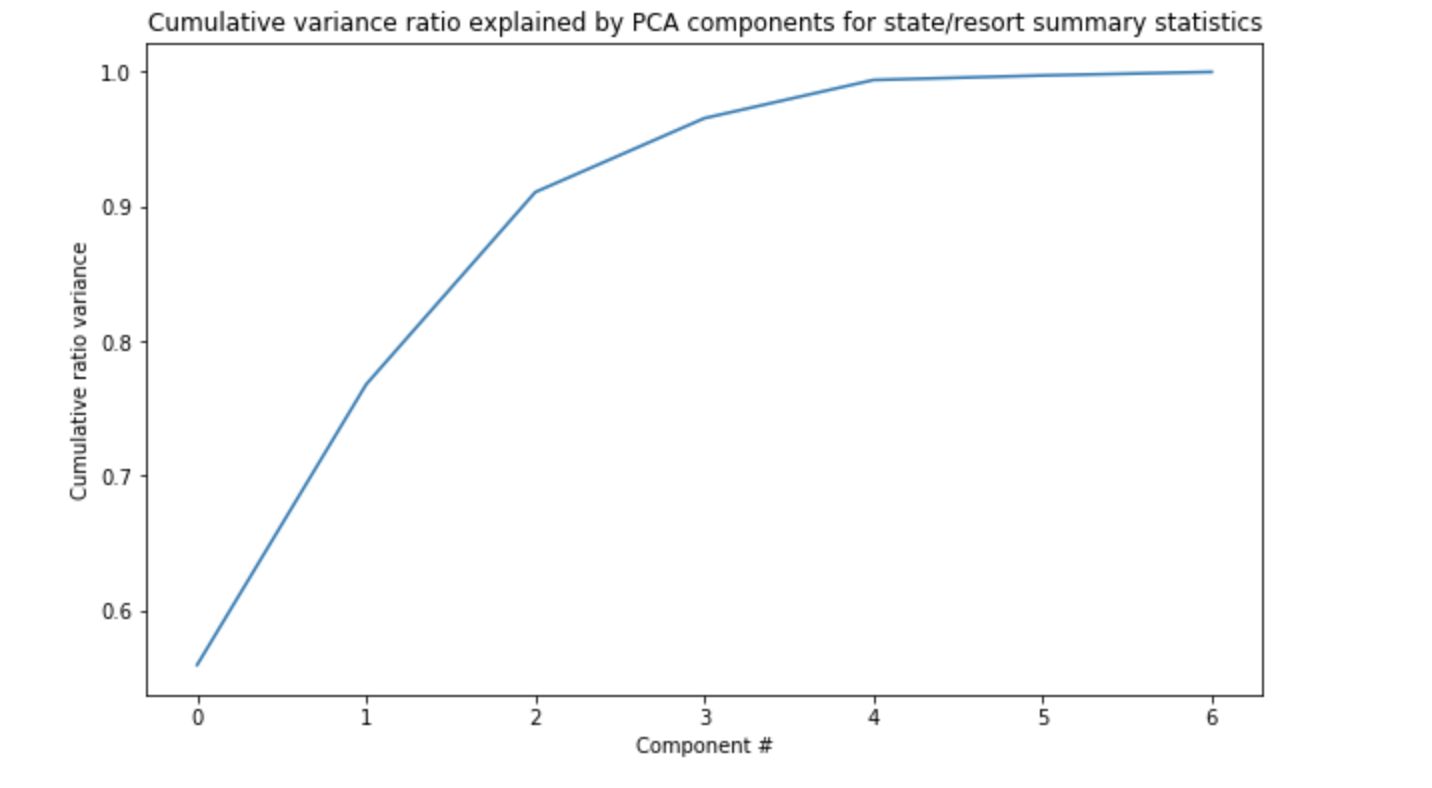 Cumulative variance ratio explained by PCA components for state/resort summary statistics
1.0
0.9
0.8
0.7
0.6
Cumulative ratio variance
0 1 2 3 4 5 6
Component #